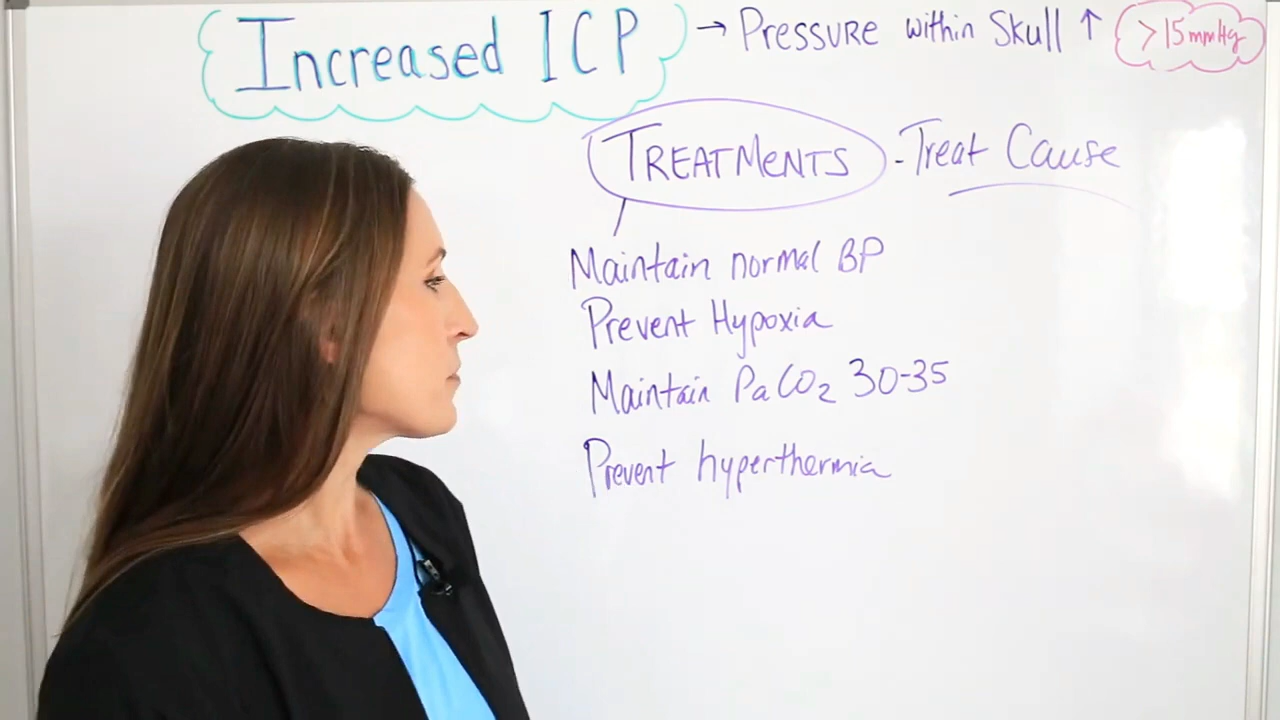 Increased ICP → Pressure within Skull ↑ >15mmHg
TREATMENTS - Treat Cause
Maintain normal BP
Prevent Hypoxia
Maintain PaCO2 30-35
Prevent hyperthermia